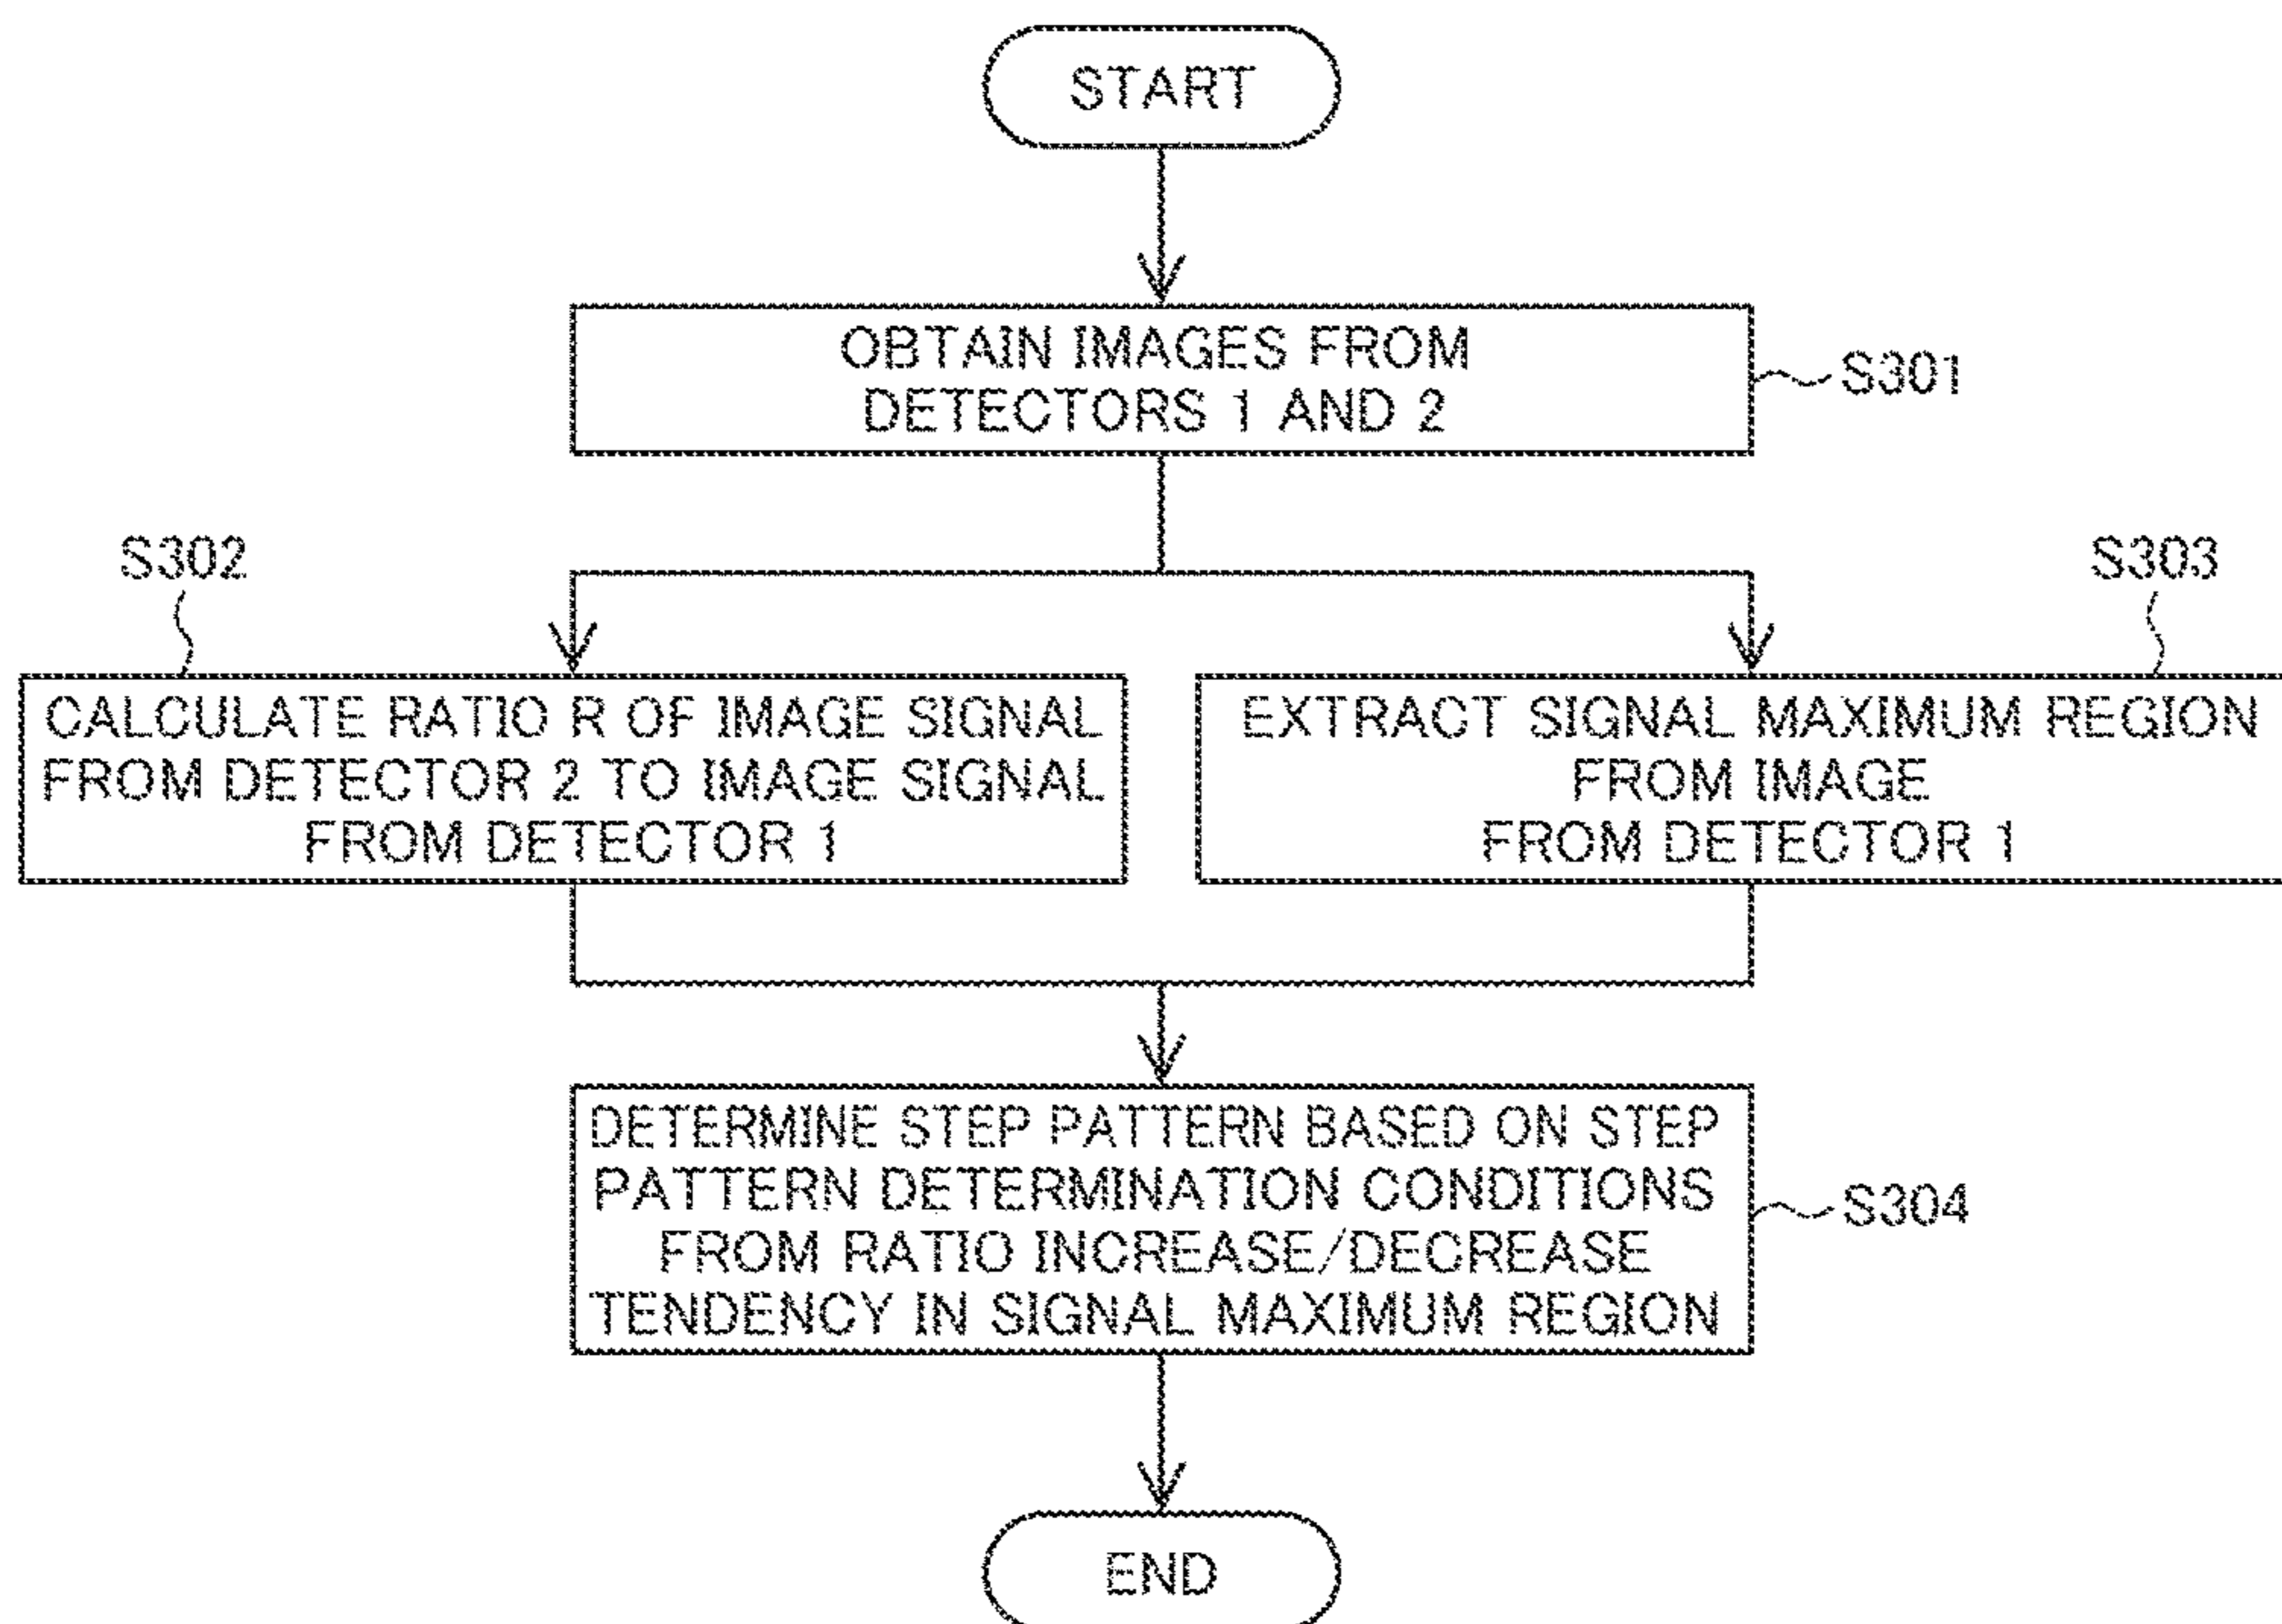 START
OBTAIN IMAGES FROM
DETECTORS 1 AND 2
S301
S302
CALCULATE RATIO R OF IMAGE SIGNAL
FROM DETECTOR 2 TO IMAGE SIGNAL
FROM DETECTOR 1
S303
EXTRACT SIGNAL MAXIMUM REGION
FROM IMAGE
FROM DETECTOR 1
DETERMINE STEP PATTERN BASED ON STEP
PATTERN DETERMINATION CONDITIONS
FROM RATIO INCREASE/DECREASE
TENDENCY IN SIGNAL MAXIMUM REGION
S304
END